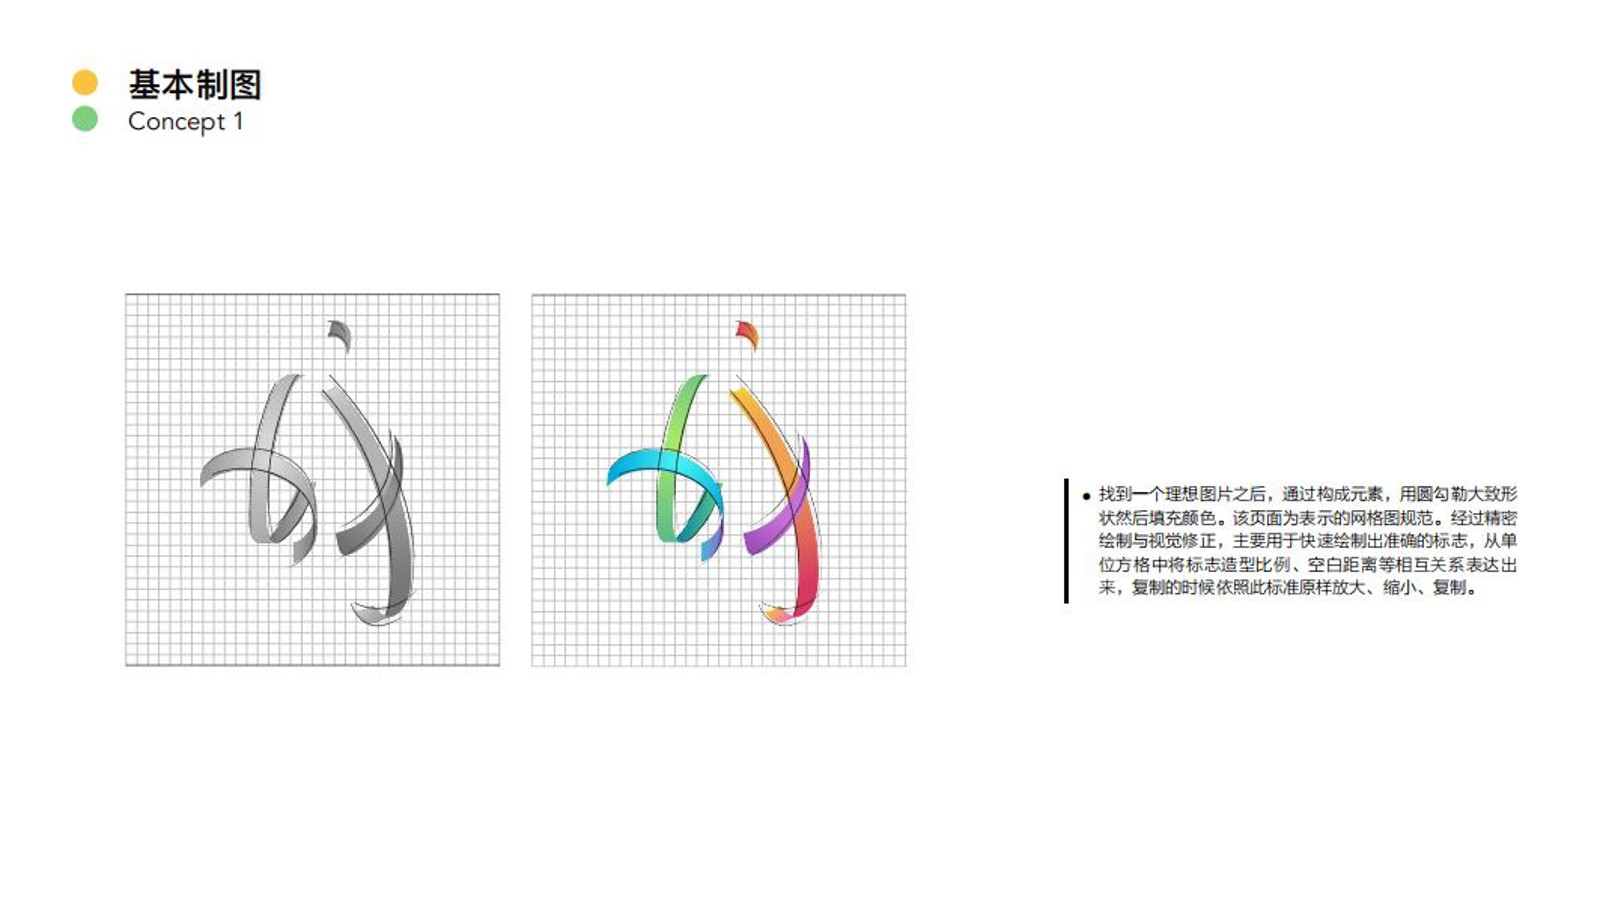 基本制图
Concept 1
• 找到一个理想图片之后，通过构成元素，用圆勾勒大致形
状然后填充颜色。该页面为表示的网格图规范。经过精密
绘制与视觉修正，主要用于快速绘制出准确的标志，从单
位方格中将标志造型比例、空白距离等相互关系表达出
来，复制的时候依照此标准原样放大、缩小、复制。